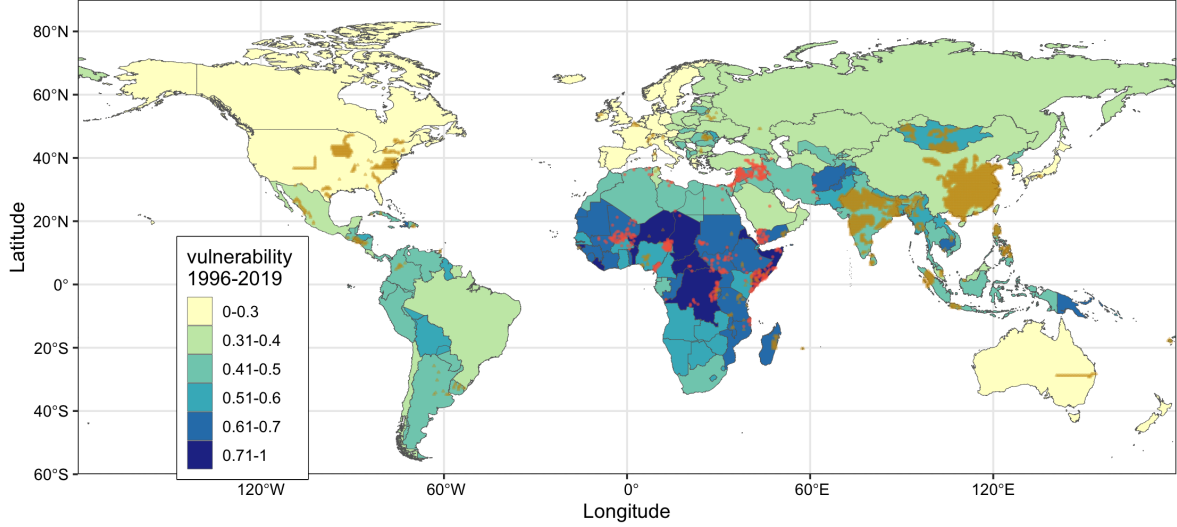 80°N
60°N
40°N
20°N
0°
20°S
40°S
60°S
Latitude
vulnerability
1996-2019
0-0.3
0.31-0.4
0.41-0.5
0.51-0.6
0.61-0.7
0.71-1
120°W
60°W
0°
60°E
120°E
Longitude